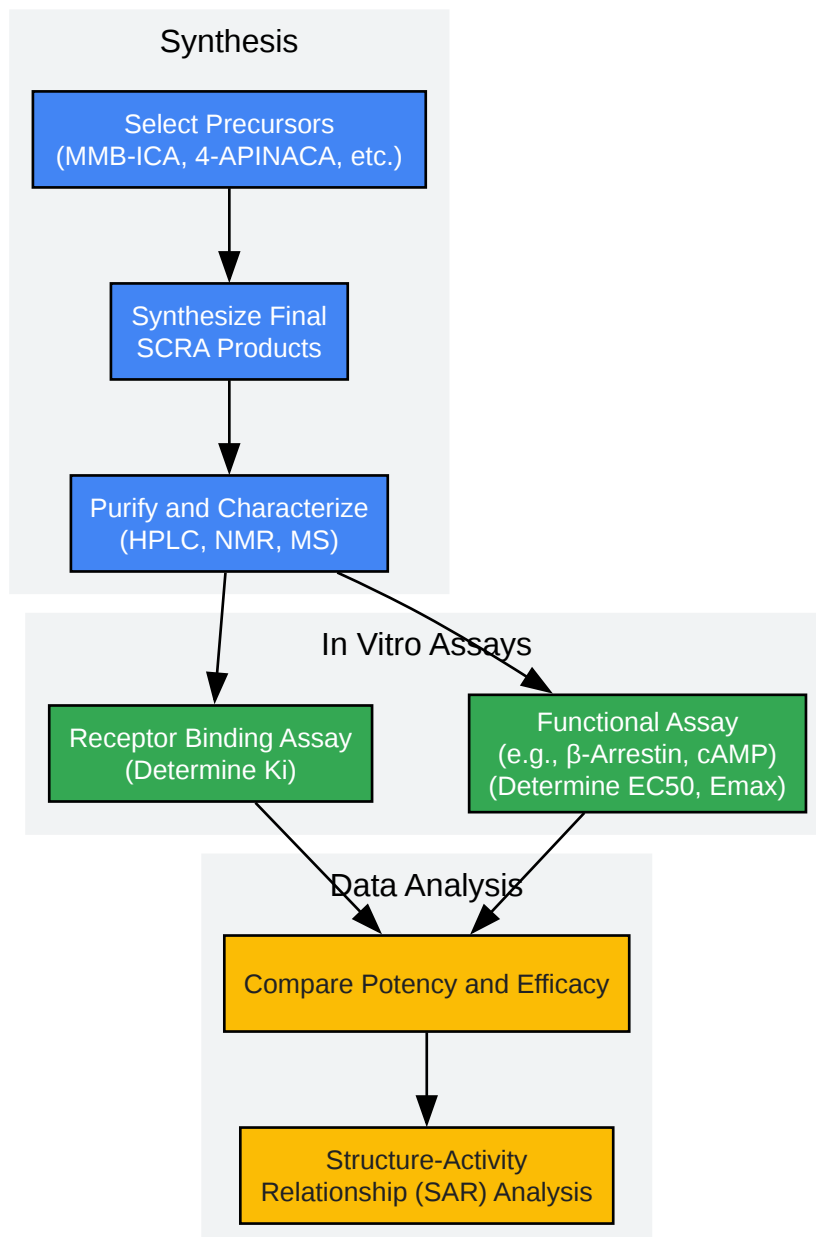 Synthesis
Select Precursors
(MMB-ICA, 4-APINACA, etc.)
Synthesize Final
SCRA Products
Purify and Characterize
(HPLC, NMR, MS)
In Vitro Assays
Receptor Binding Assay
(Determine Ki)
Functional Assay
(e.g., β-Arrestin, cAMP)
(Determine EC50, Emax)
Data Analysis
Compare Potency and Efficacy
Structure-Activity
Relationship (SAR) Analysis